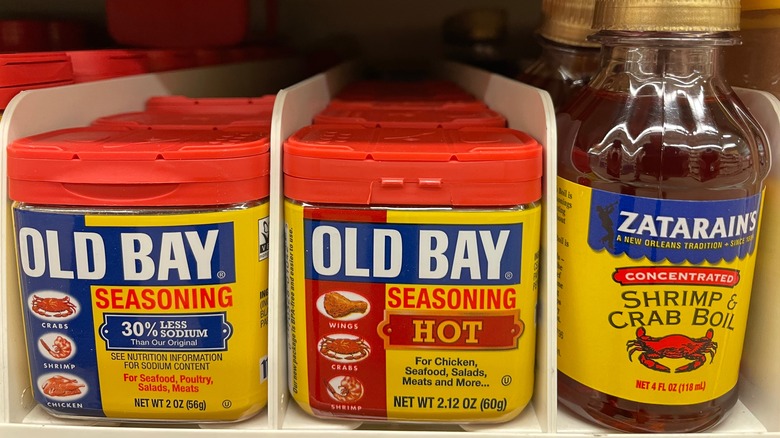 OLD BAY®
SEASONING
30% LESS
SODIUM
Than Our Original
SEE NUTRITION INFORMATION
FOR SODIUM CONTENT
For Seafood, Poultry,
Salads, Meats
NET WT 2 OZ (56g)
CRABS
SHRIMP
CHICKEN
OLD BAY®
SEASONING
HOT
For Chicken,
Seafood, Salads,
Meats and More...
NET WT 2.12 OZ (60g)
WINGS
CRABS
SHRIMP
ZATARAIN'S
A NEW ORLEANS TRADITION • SINCE
CONCENTRATED
SHRIMP &
CRAB BOIL
NET 4 FL OZ (118 mL)